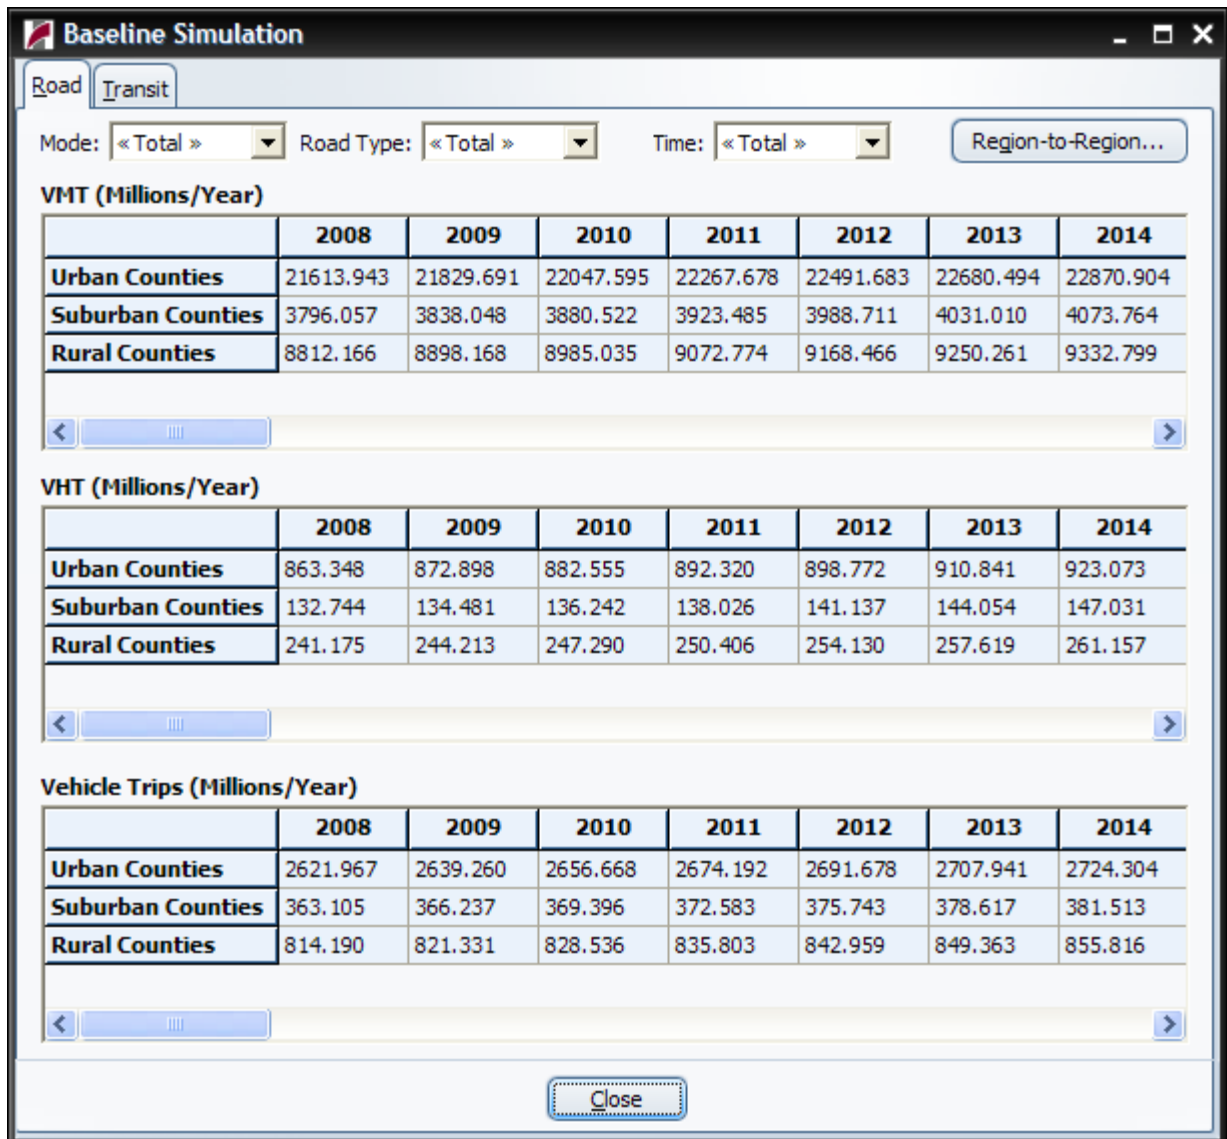 Baseline Simulation
Road Transit
Mode: «Total» Road Type: «Total» Time: «Total» Region-to-Region...
VMT (Millions/Year)
2008 2009 2010 2011 2012 2013 2014
Urban Counties 21613.943 21829.691 22047.595 22267.678 22491.683 22680.494 22870.904
Suburban Counties 3796.057 3838.048 3880.522 3923.485 3988.711 4031.010 4073.764
Rural Counties 8812.166 8898.168 8985.035 9072.774 9168.466 9250.261 9332.799
VHT (Millions/Year)
2008 2009 2010 2011 2012 2013 2014
Urban Counties 863.348 872.898 882.555 892.320 898.772 910.841 923.073
Suburban Counties 132.744 134.481 136.242 138.026 141.137 144.054 147.031
Rural Counties 241.175 244.213 247.290 250.406 254.130 257.619 261.157
Vehicle Trips (Millions/Year)
2008 2009 2010 2011 2012 2013 2014
Urban Counties 2621.967 2639.260 2656.668 2674.192 2691.678 2707.941 2724.304
Suburban Counties 363.105 366.237 369.396 372.583 375.743 378.617 381.513
Rural Counties 814.190 821.331 828.536 835.803 842.959 849.363 855.816
Close